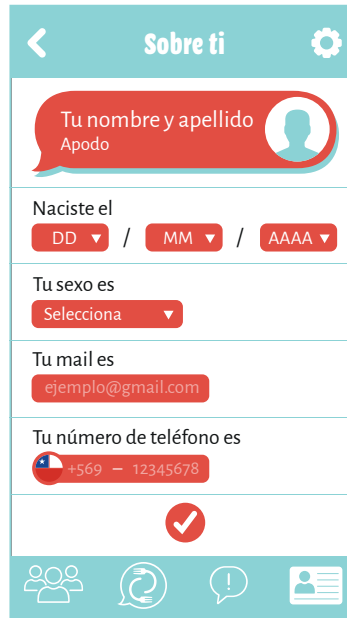 Sobre ti
Tu nombre y apellido
Apodo
Naciste el
DD / MM / AAAA
Tu sexo es
Selecciona
Tu mail es
ejemplo@gmail.com
Tu número de teléfono es
+569 – 12345678
!